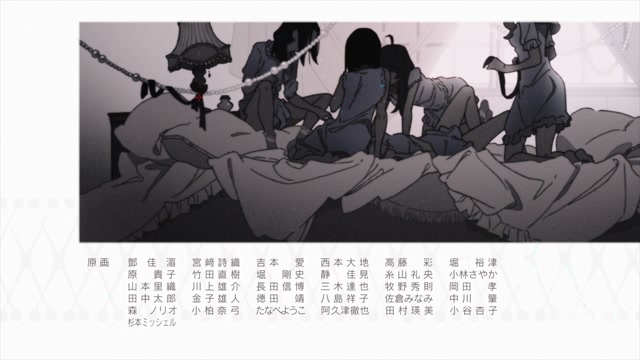 原画 鄭佳湄 宮﨑詩織 吉本愛 西本大地 高藤彩 堀裕津
原貴子 竹田直樹 堀剛史 静佳見 糸山礼央 小林さやか
山本里織 川上雄介 長田信博 三木達也 牧野秀則 岡田孝
田中太郎 金子雄人 徳田靖 八島祥子 佐倉みなみ 中川肇
森ノリオ 小柏奈弓 たなべようこ 阿久津徹也 田村瑛美 小谷杏子
杉本ミッシェル